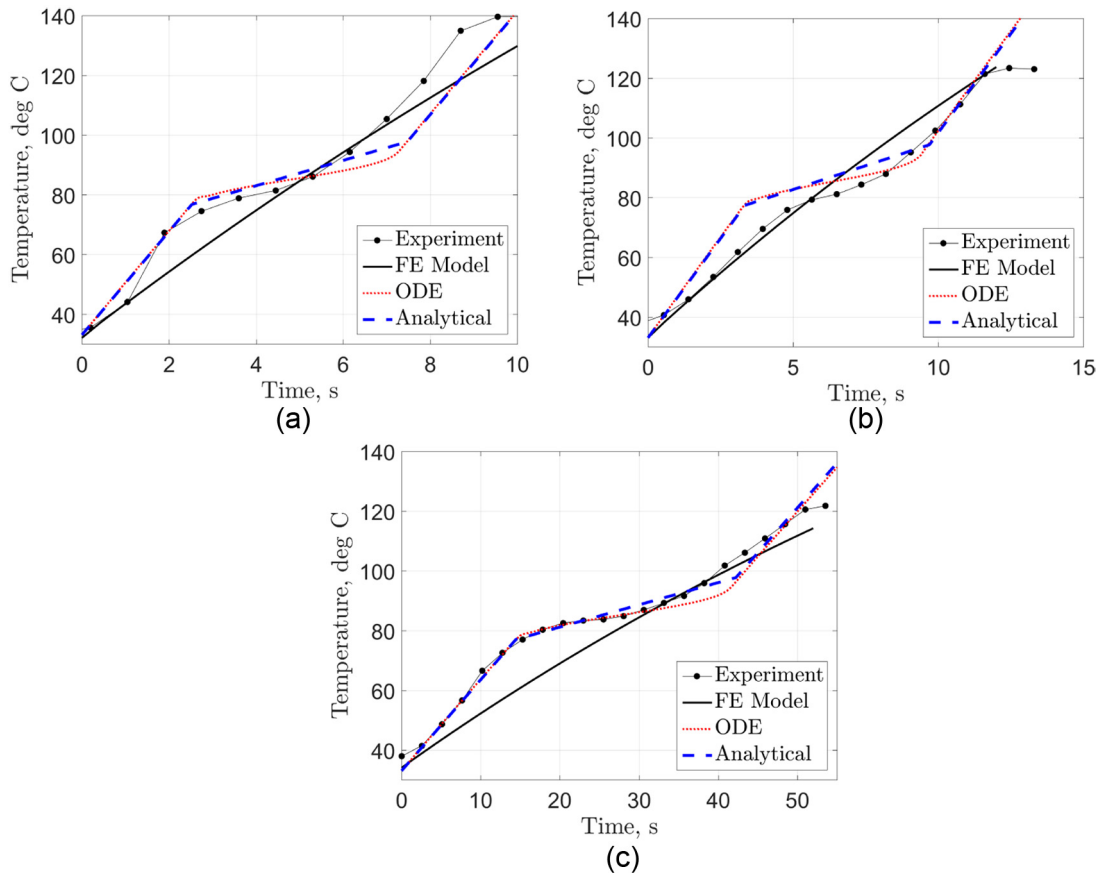 140
120
100
80
60
40
Temperature, deg C
Experiment
FE Model
ODE
Analytical
0 2 4 6 8 10
Time, s
(a)
140
120
100
80
60
40
Temperature, deg C
Experiment
FE Model
ODE
Analytical
0 5 10 15
Time, s
(b)
140
120
100
80
60
40
Temperature, deg C
Experiment
FE Model
ODE
Analytical
0 10 20 30 40 50
Time, s
(c)